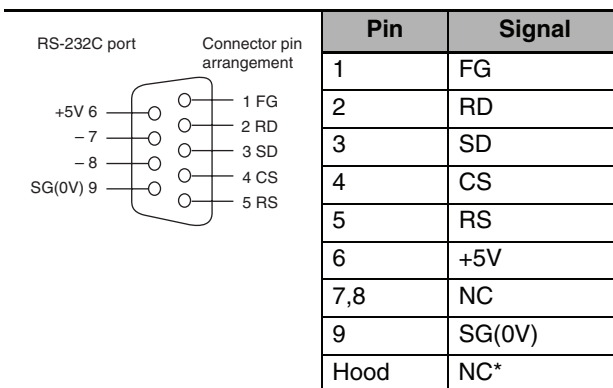 RS-232C port
Connector pin
arrangement
+5V 6
– 7
– 8
SG(0V) 9
1 FG
2 RD
3 SD
4 CS
5 RS
Pin Signal
1 FG
2 RD
3 SD
4 CS
5 RS
6 +5V
7,8 NC
9 SG(0V)
Hood NC*